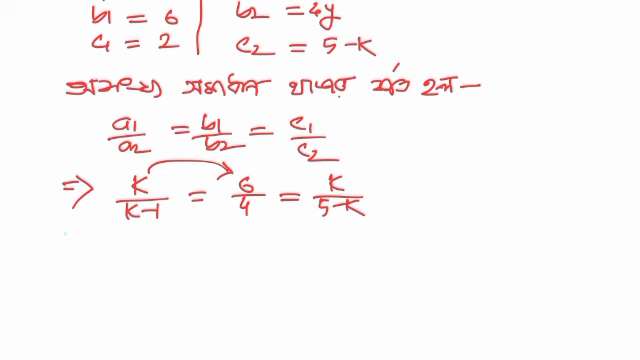 b1 = 6 | b2 = 4y
c1 = 2 | c2 = 5-K
অসংখ্য সমাধান থাকার শর্ত হল—
a1/a2 = b1/b2 = c1/c2
⇒ K/K-1 = 6/4 = K/5-K